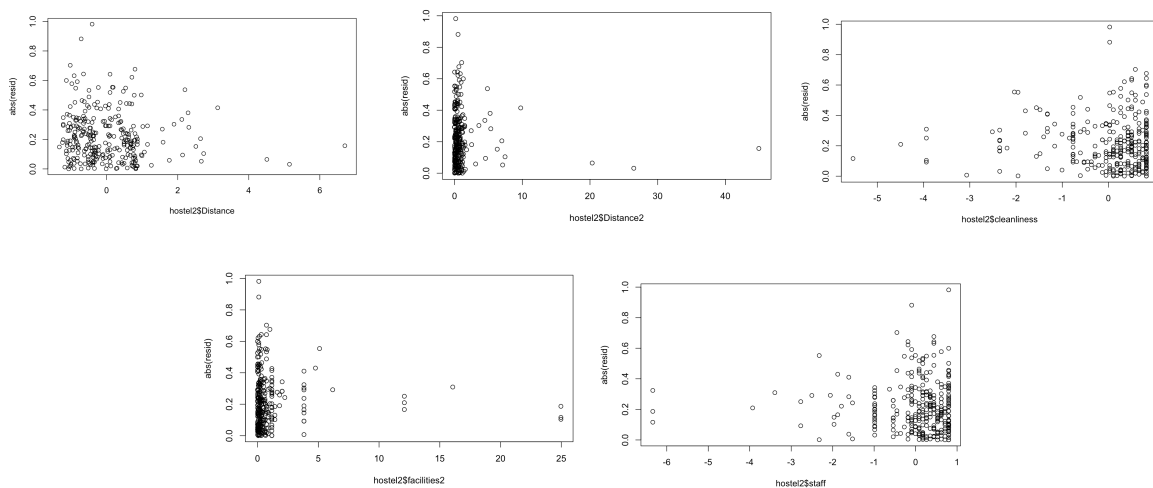 abs(resid)
0.0 0.2 0.4 0.6 0.8 1.0
0 2 4 6
hostel2$Distance
abs(resid)
0.0 0.2 0.4 0.6 0.8 1.0
0 10 20 30 40
hostel2$Distance2
abs(resid)
0.0 0.2 0.4 0.6 0.8 1.0
-5 -4 -3 -2 -1 0
hostel2$cleanliness
abs(resid)
0.0 0.2 0.4 0.6 0.8 1.0
0 5 10 15 20 25
hostel2$facilities2
abs(resid)
0.0 0.2 0.4 0.6 0.8 1.0
-6 -5 -4 -3 -2 -1 0 1
hostel2$staff